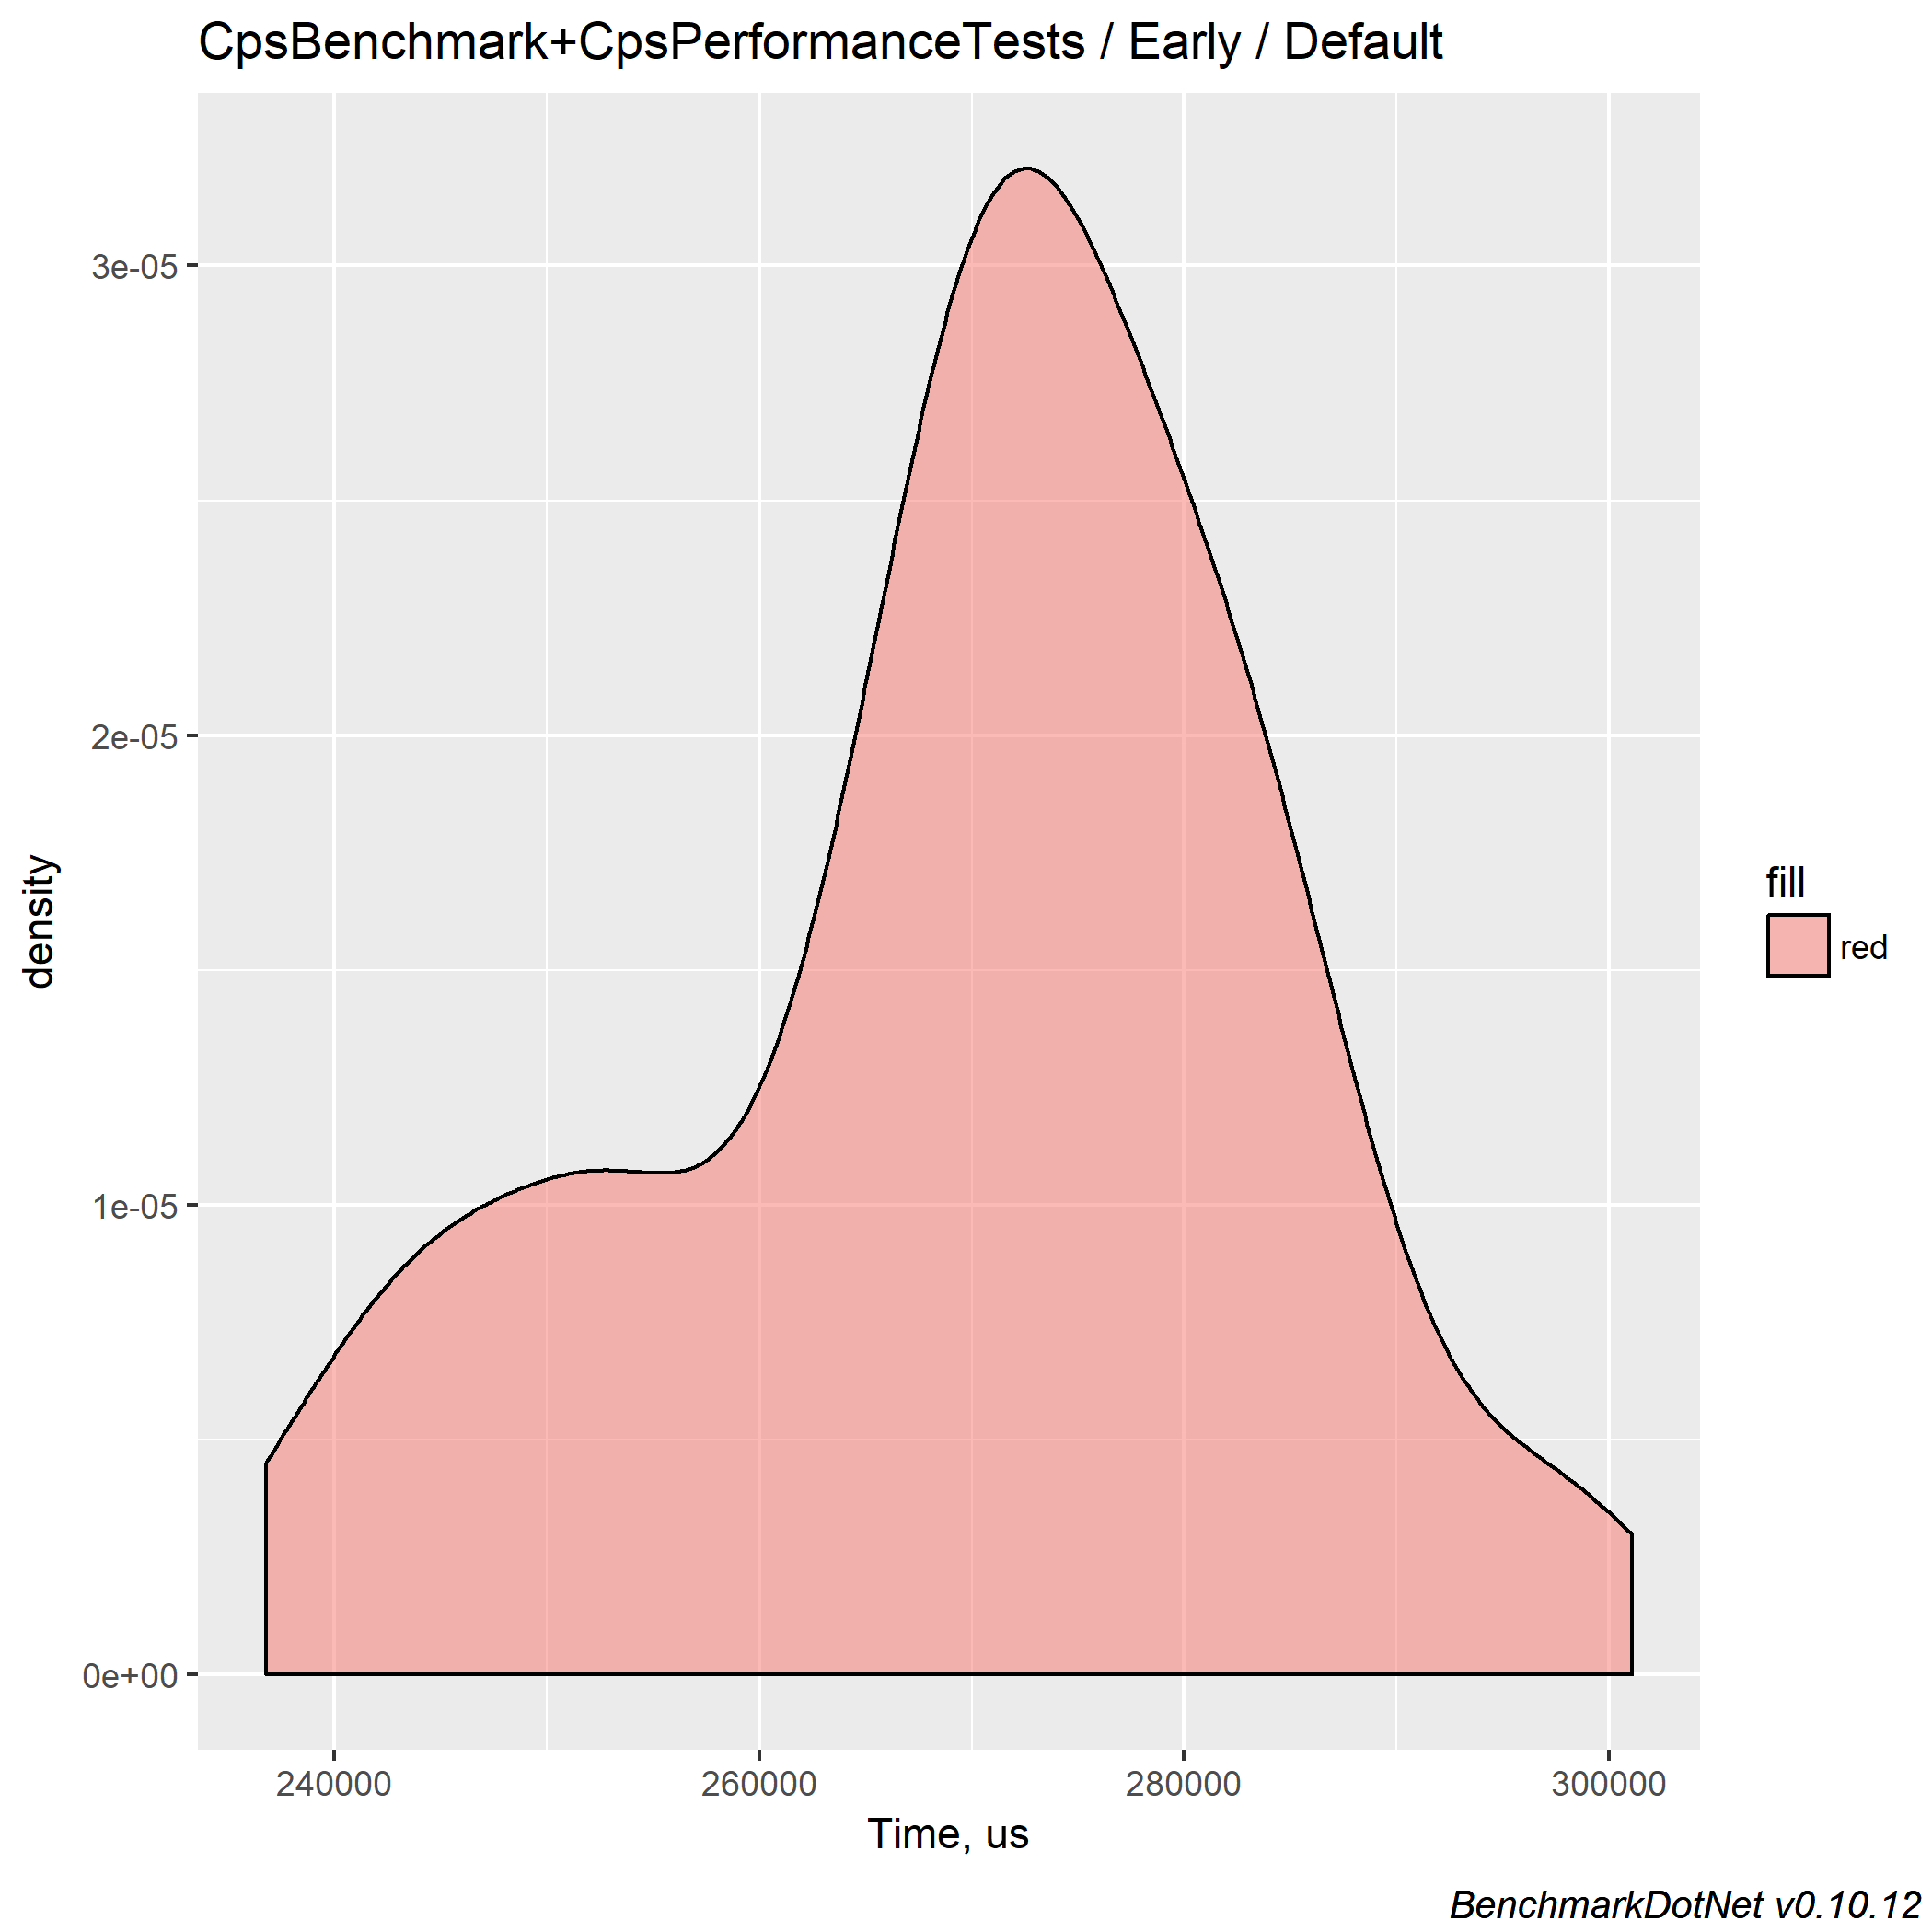 CpsBenchmark+CpsPerformanceTests / Early / Default
3e-05
2e-05
1e-05
0e+00
density
240000 260000 280000 300000
Time, us
fill
red
BenchmarkDotNet v0.10.12